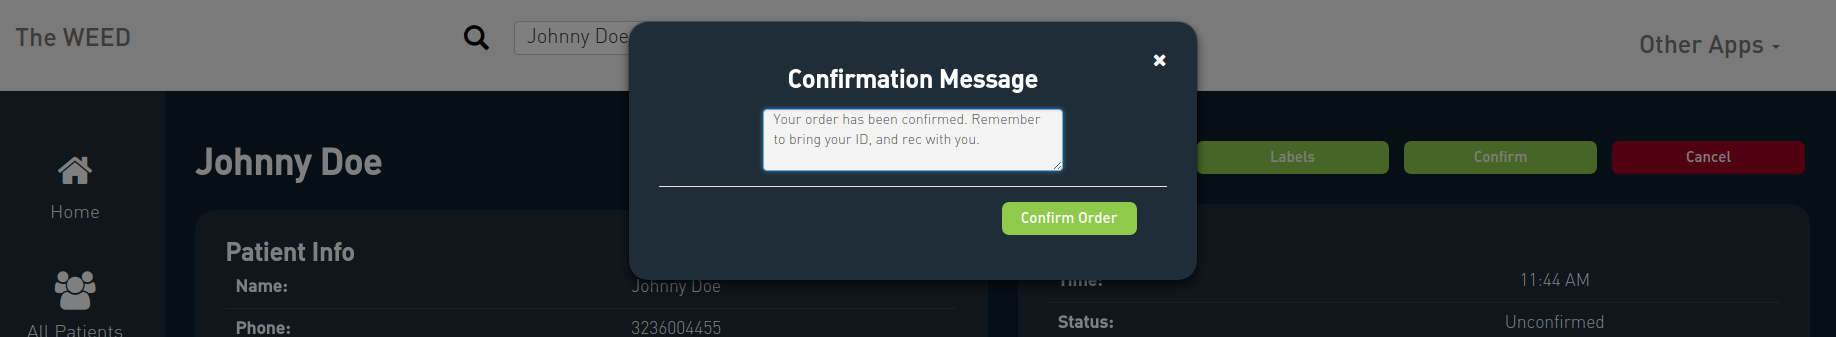 The WEED
Johnny Doe
Other Apps
Confirmation Message
Your order has been confirmed. Remember
to bring your ID, and rec with you.
Confirm Order
Home
All Patients
Johnny Doe
Labels
Confirm
Cancel
Patient Info
Name: Johnny Doe
Phone: 3236004455
Time: 11:44 AM
Status: Unconfirmed